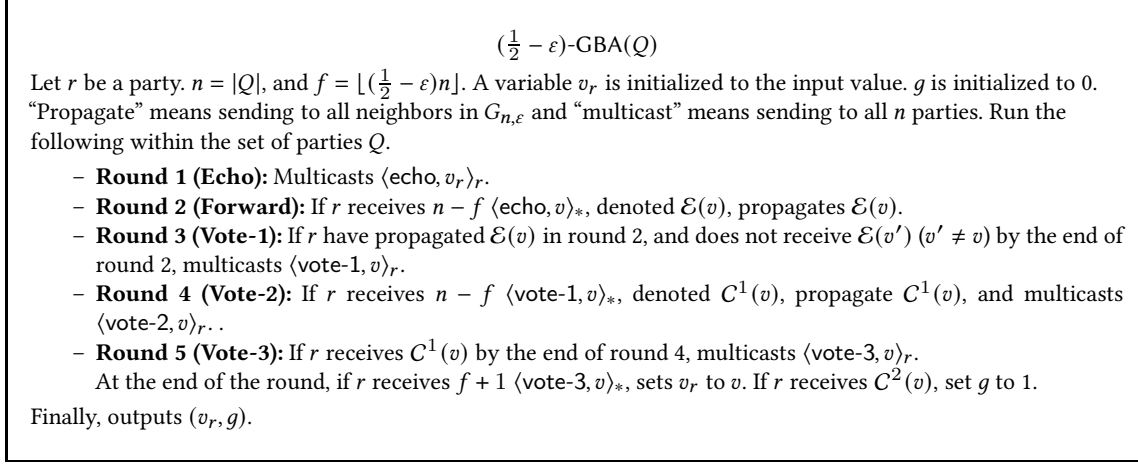 (1/2 − ε)-GBA(Q)
Let r be a party. n = |Q|, and f = ⌊(1/2 − ε)n⌋. A variable v_r is initialized to the input value. g is initialized to 0.
“Propagate” means sending to all neighbors in G_{n,ε} and “multicast” means sending to all n parties. Run the
following within the set of parties Q.
– Round 1 (Echo): Multicasts ⟨echo, v_r⟩_r.
– Round 2 (Forward): If r receives n − f ⟨echo, v⟩_*, denoted ℰ(v), propagates ℰ(v).
– Round 3 (Vote-1): If r have propagated ℰ(v) in round 2, and does not receive ℰ(v′) (v′ ≠ v) by the end of
round 2, multicasts ⟨vote-1, v⟩_r.
– Round 4 (Vote-2): If r receives n − f ⟨vote-1, v⟩_*, denoted C^1(v), propagate C^1(v), and multicasts
⟨vote-2, v⟩_r. .
– Round 5 (Vote-3): If r receives C^1(v) by the end of round 4, multicasts ⟨vote-3, v⟩_r.
At the end of the round, if r receives f + 1 ⟨vote-3, v⟩_*, sets v_r to v. If r receives C^2(v), set g to 1.
Finally, outputs (v_r, g).